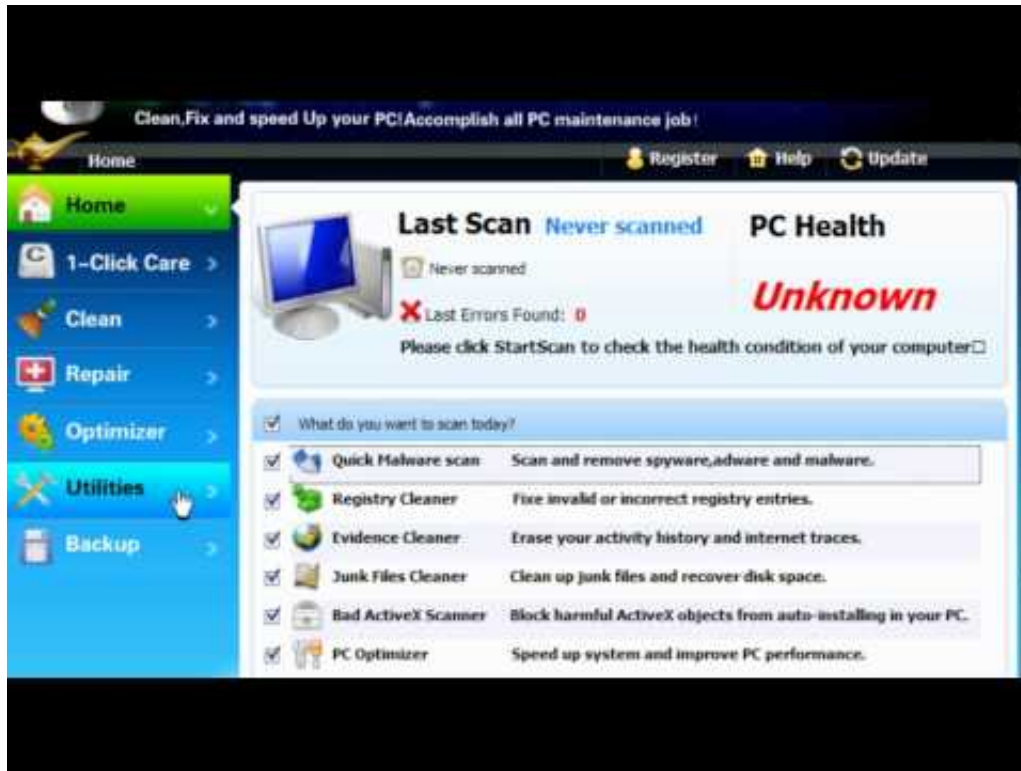 Clean,Fix and speed Up your PC!Accomplish all PC maintenance job!
Home
Register Help Update
Home
1-Click Care
Clean
Repair
Optimizer
Utilities
Backup
Last Scan Never scanned
Never scanned
Last Errors Found: 0
Please click StartScan to check the health condition of your computer□
PC Health
Unknown
What do you want to scan today?
Quick Malware scan Scan and remove spyware,adware and malware.
Registry Cleaner Fixe invalid or incorrect registry entries.
Evidence Cleaner Erase your activity history and internet traces.
Junk Files Cleaner Clean up junk files and recover disk space.
Bad ActiveX Scanner Block harmful ActiveX objects from auto-installing in your PC.
PC Optimizer Speed up system and improve PC performance.